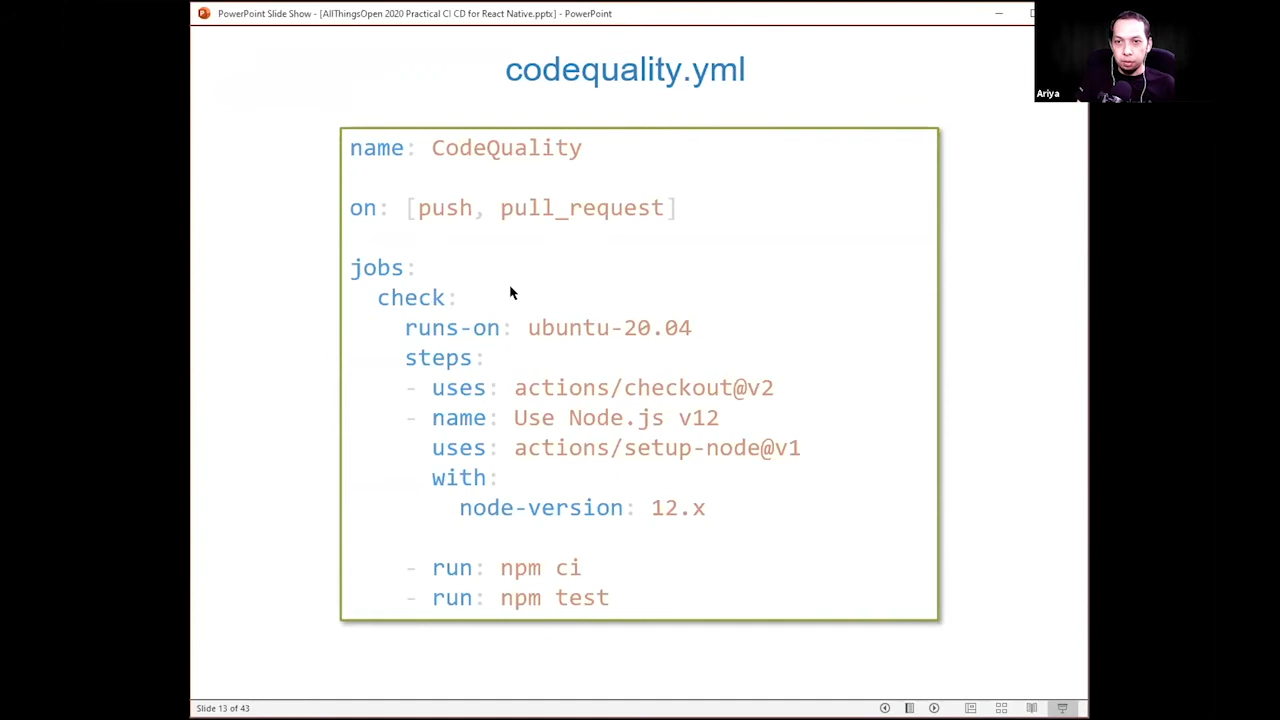 PowerPoint Slide Show - [AllThingsOpen 2020 Practical CI CD for React Native.pptx] - PowerPoint
Ariya
codequality.yml
name: CodeQuality
on: [push, pull_request]
jobs:
  check:
    runs-on: ubuntu-20.04
    steps:
    - uses: actions/checkout@v2
    - name: Use Node.js v12
      uses: actions/setup-node@v1
      with:
        node-version: 12.x
    - run: npm ci
    - run: npm test
Slide 13 of 43